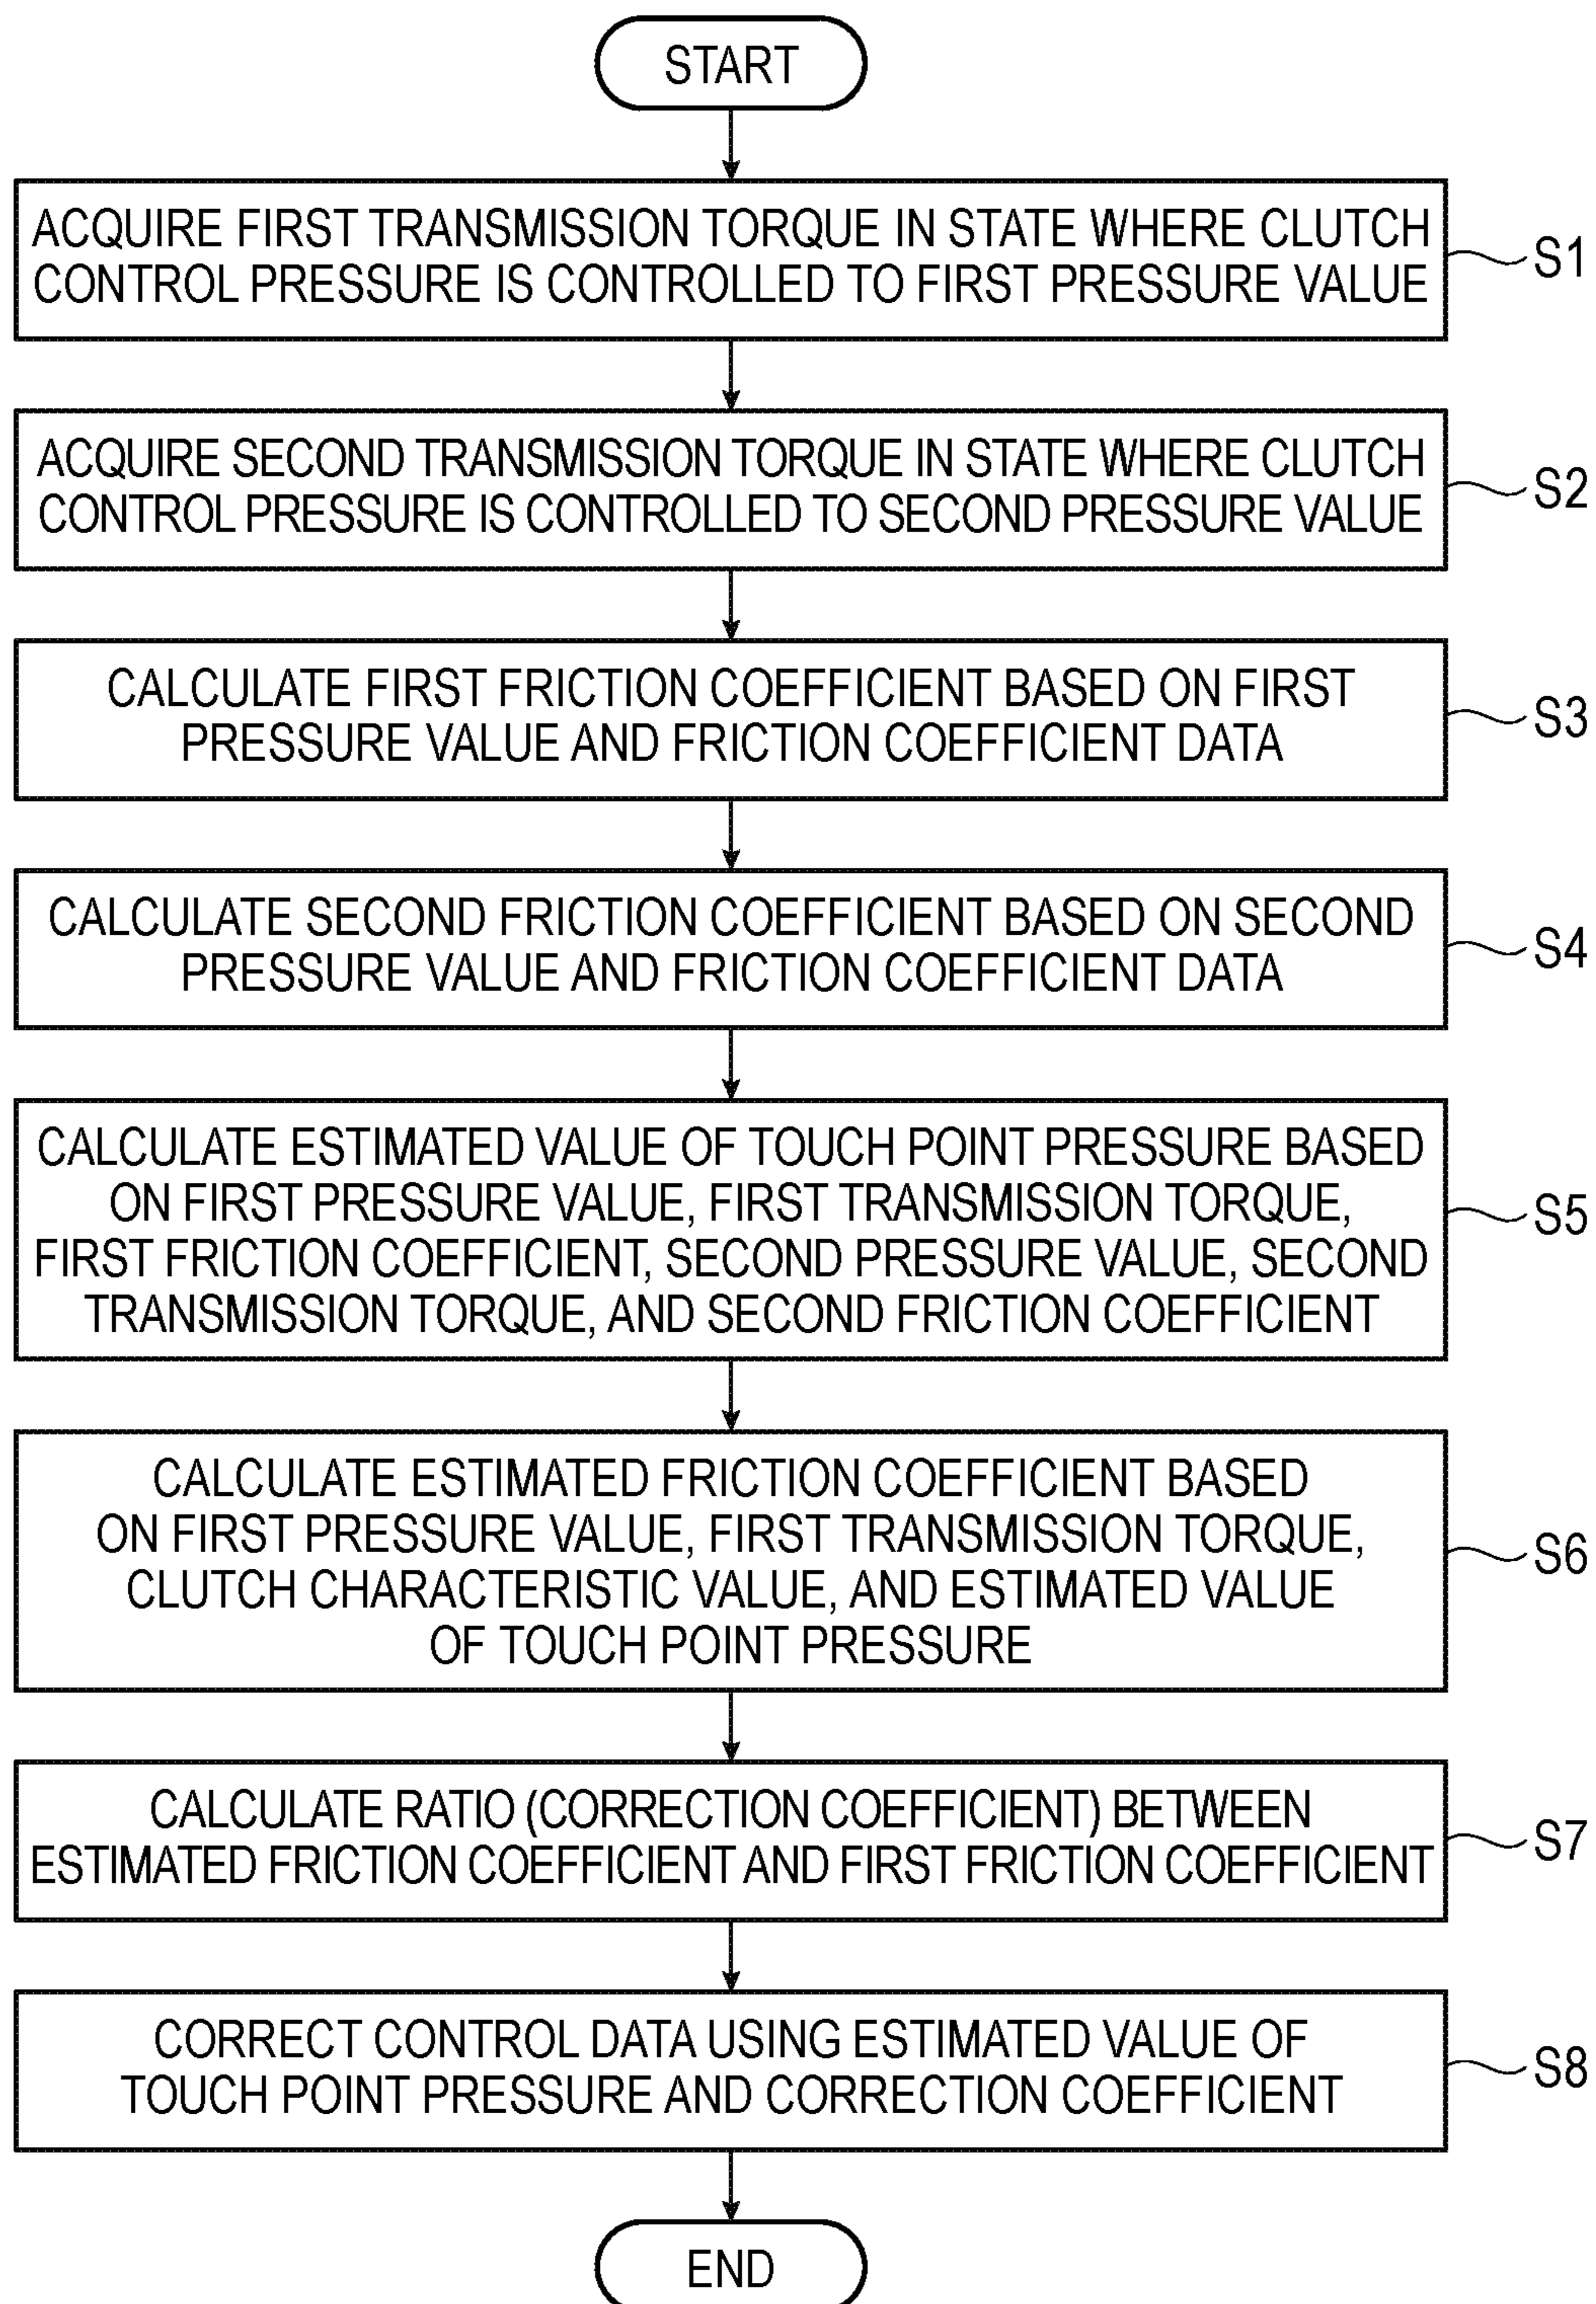 START
ACQUIRE FIRST TRANSMISSION TORQUE IN STATE WHERE CLUTCH
CONTROL PRESSURE IS CONTROLLED TO FIRST PRESSURE VALUE
S1
ACQUIRE SECOND TRANSMISSION TORQUE IN STATE WHERE CLUTCH
CONTROL PRESSURE IS CONTROLLED TO SECOND PRESSURE VALUE
S2
CALCULATE FIRST FRICTION COEFFICIENT BASED ON FIRST
PRESSURE VALUE AND FRICTION COEFFICIENT DATA
S3
CALCULATE SECOND FRICTION COEFFICIENT BASED ON SECOND
PRESSURE VALUE AND FRICTION COEFFICIENT DATA
S4
CALCULATE ESTIMATED VALUE OF TOUCH POINT PRESSURE BASED
ON FIRST PRESSURE VALUE, FIRST TRANSMISSION TORQUE,
FIRST FRICTION COEFFICIENT, SECOND PRESSURE VALUE, SECOND
TRANSMISSION TORQUE, AND SECOND FRICTION COEFFICIENT
S5
CALCULATE ESTIMATED FRICTION COEFFICIENT BASED
ON FIRST PRESSURE VALUE, FIRST TRANSMISSION TORQUE,
CLUTCH CHARACTERISTIC VALUE, AND ESTIMATED VALUE
OF TOUCH POINT PRESSURE
S6
CALCULATE RATIO (CORRECTION COEFFICIENT) BETWEEN
ESTIMATED FRICTION COEFFICIENT AND FIRST FRICTION COEFFICIENT
S7
CORRECT CONTROL DATA USING ESTIMATED VALUE OF
TOUCH POINT PRESSURE AND CORRECTION COEFFICIENT
S8
END